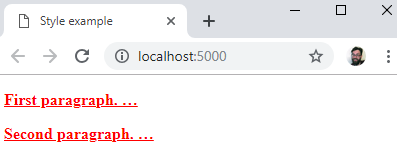 Style example
localhost:5000
First paragraph. …
Second paragraph. …